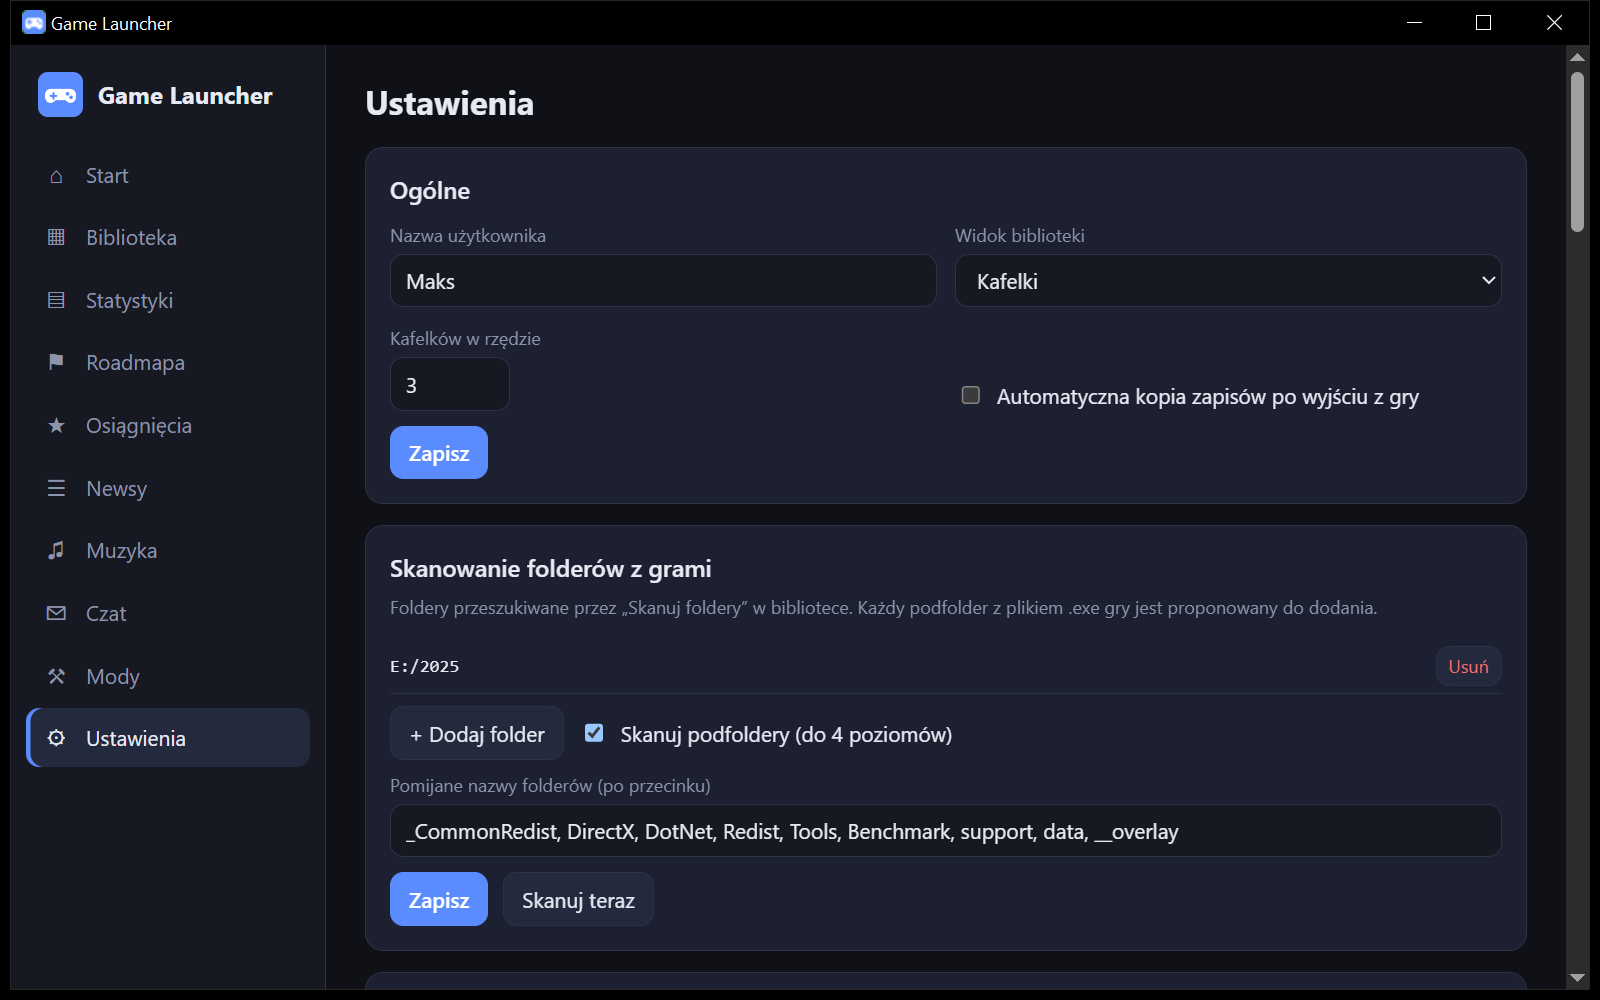 Game Launcher
Game Launcher
Start
Biblioteka
Statystyki
Roadmapa
Osiągnięcia
Newsy
Muzyka
Czat
Mody
Ustawienia
Ustawienia
Ogólne
Nazwa użytkownika
Maks
Widok biblioteki
Kafelki
Kafelków w rzędzie
3
Automatyczna kopia zapisów po wyjściu z gry
Zapisz
Skanowanie folderów z grami
Foldery przeszukiwane przez „Skanuj foldery” w bibliotece. Każdy podfolder z plikiem .exe gry jest proponowany do dodania.
E:/2025
Usuń
+ Dodaj folder
Skanuj podfoldery (do 4 poziomów)
Pomijane nazwy folderów (po przecinku)
_CommonRedist, DirectX, DotNet, Redist, Tools, Benchmark, support, data, __overlay
Zapisz
Skanuj teraz